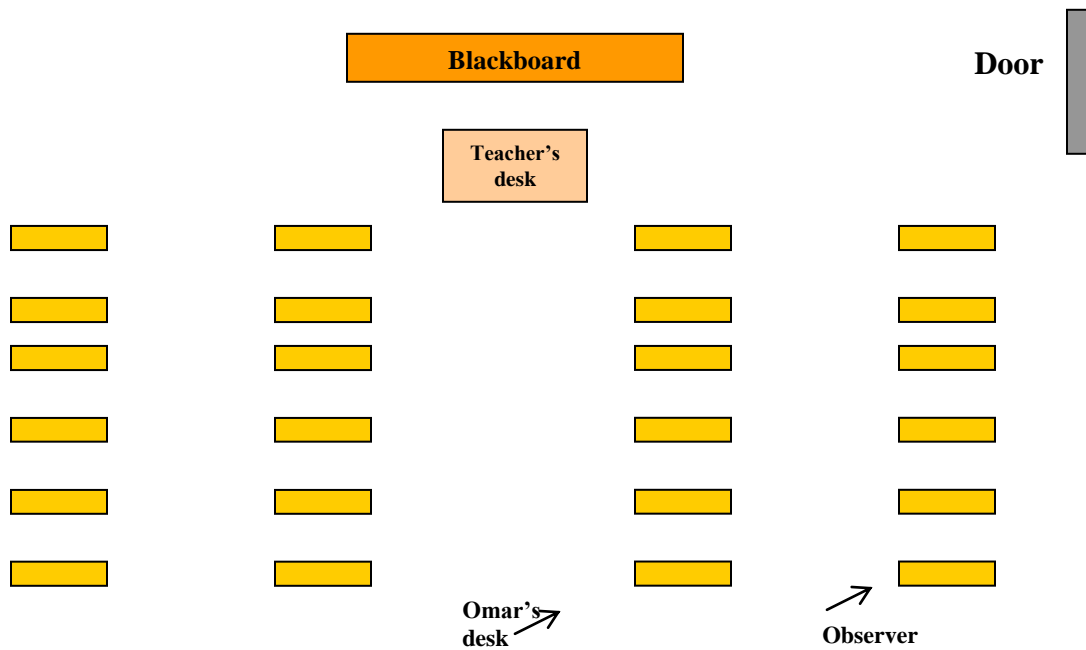 Blackboard
Door
Teacher’s
desk
Omar’s
desk
Observer